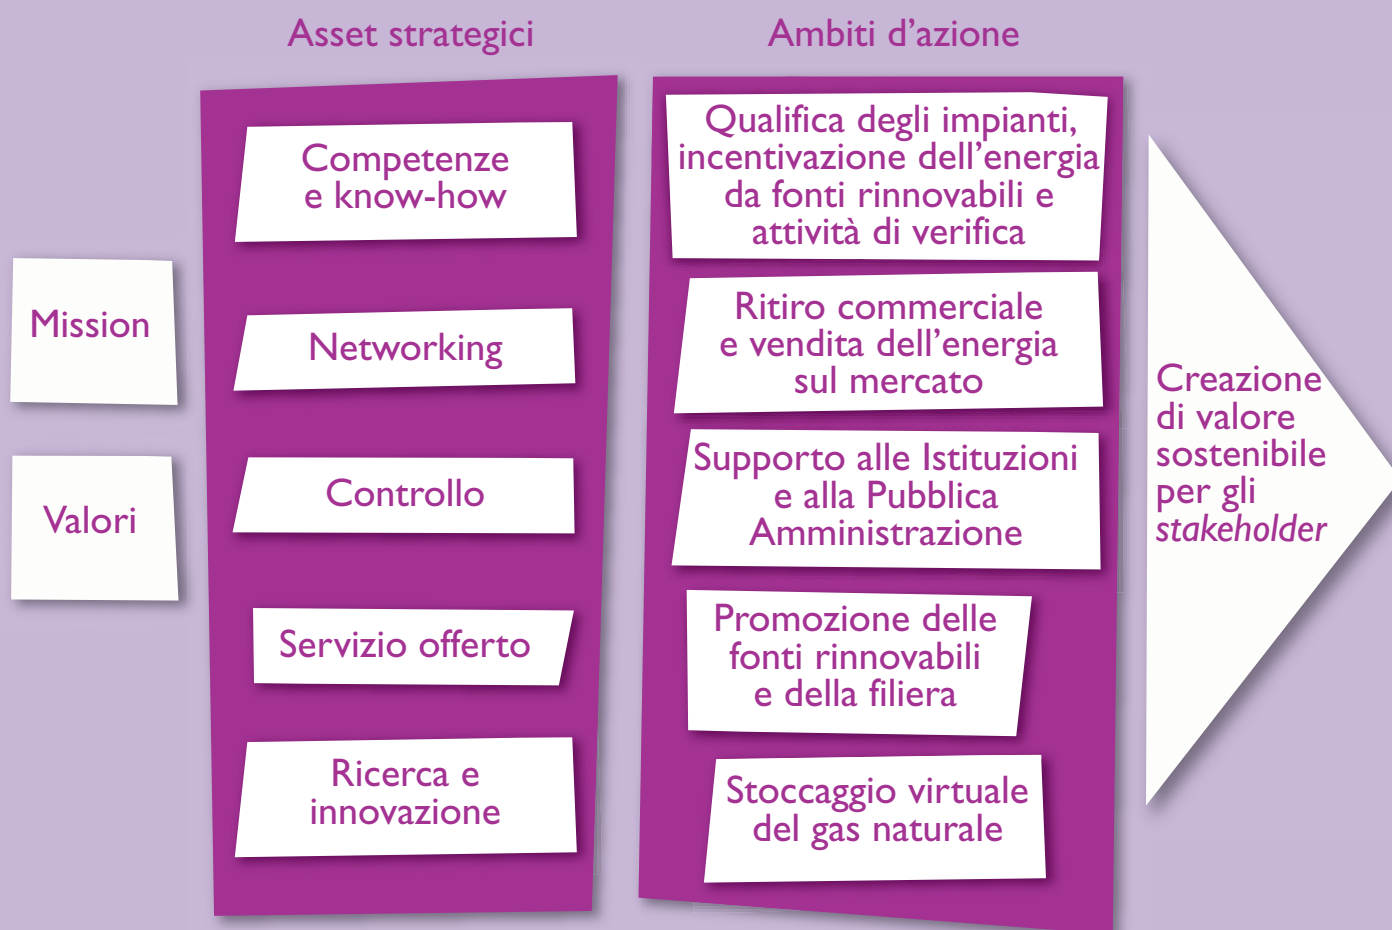 Asset strategici
Ambiti d’azione
Mission
Valori
Competenze
e know-how
Networking
Controllo
Servizio offerto
Ricerca e
innovazione
Qualifica degli impianti,
incentivazione dell’energia
da fonti rinnovabili e
attività di verifica
Ritiro commerciale
e vendita dell’energia
sul mercato
Supporto alle Istituzioni
e alla Pubblica
Amministrazione
Promozione delle
fonti rinnovabili
e della filiera
Stoccaggio virtuale
del gas naturale
Creazione
di valore
sostenibile
per gli
stakeholder